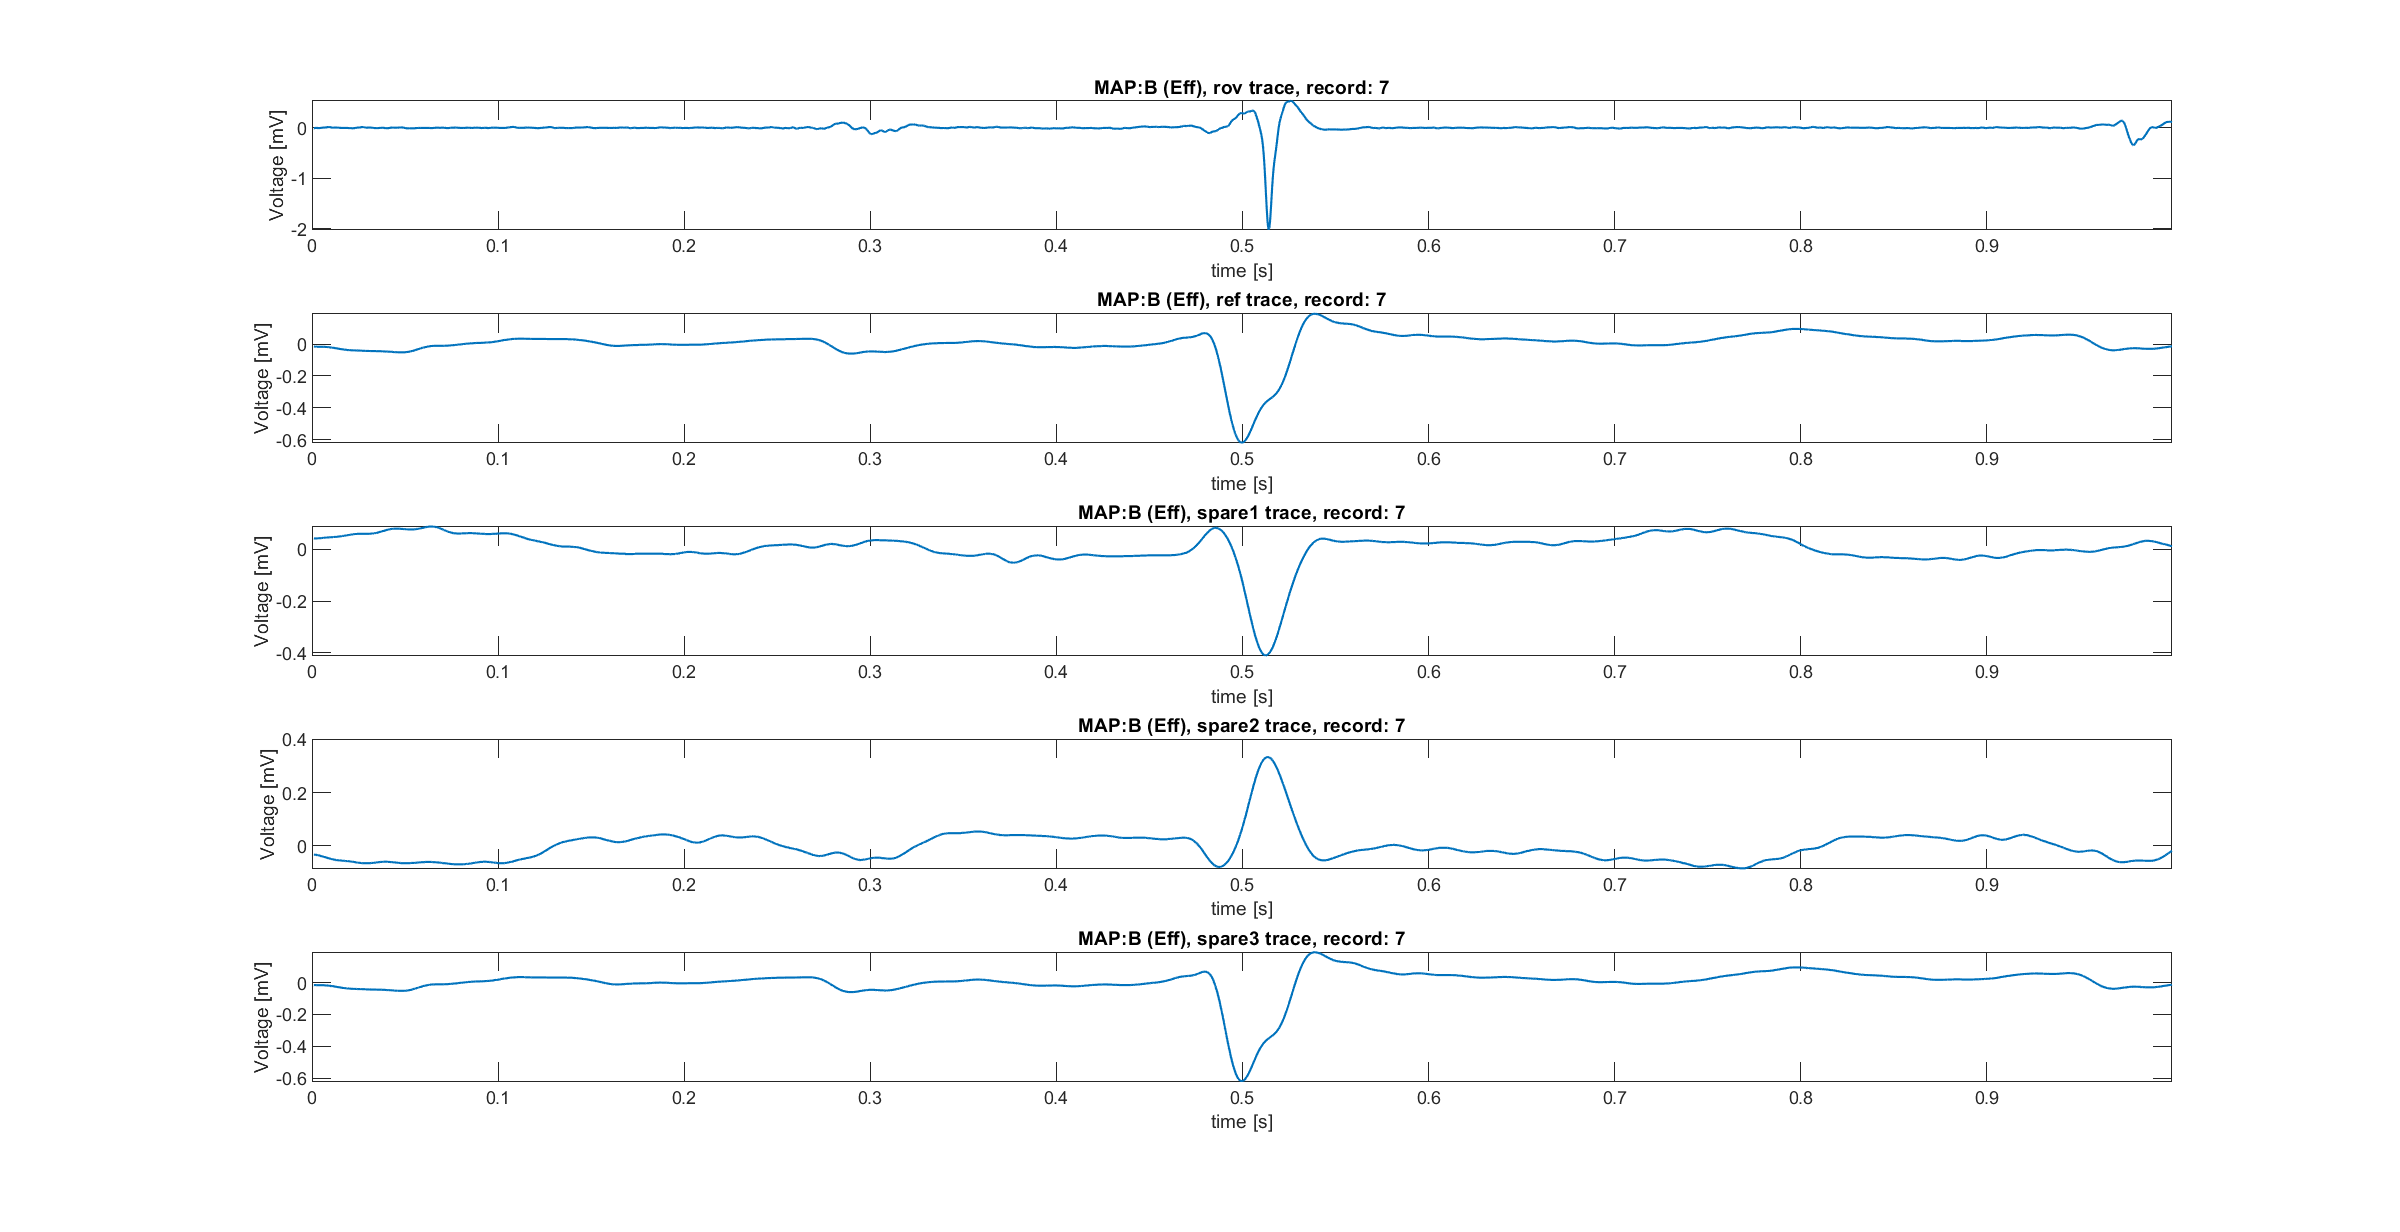 MAP:B (Eff), rov trace, record: 7
Voltage [mV]
0
-1
-2
0 0.1 0.2 0.3 0.4 0.5 0.6 0.7 0.8 0.9
time [s]
MAP:B (Eff), ref trace, record: 7
Voltage [mV]
0
-0.2
-0.4
-0.6
0 0.1 0.2 0.3 0.4 0.5 0.6 0.7 0.8 0.9
time [s]
MAP:B (Eff), spare1 trace, record: 7
Voltage [mV]
0
-0.2
-0.4
0 0.1 0.2 0.3 0.4 0.5 0.6 0.7 0.8 0.9
time [s]
MAP:B (Eff), spare2 trace, record: 7
Voltage [mV]
0.4
0.2
0
0 0.1 0.2 0.3 0.4 0.5 0.6 0.7 0.8 0.9
time [s]
MAP:B (Eff), spare3 trace, record: 7
Voltage [mV]
0
-0.2
-0.4
-0.6
0 0.1 0.2 0.3 0.4 0.5 0.6 0.7 0.8 0.9
time [s]